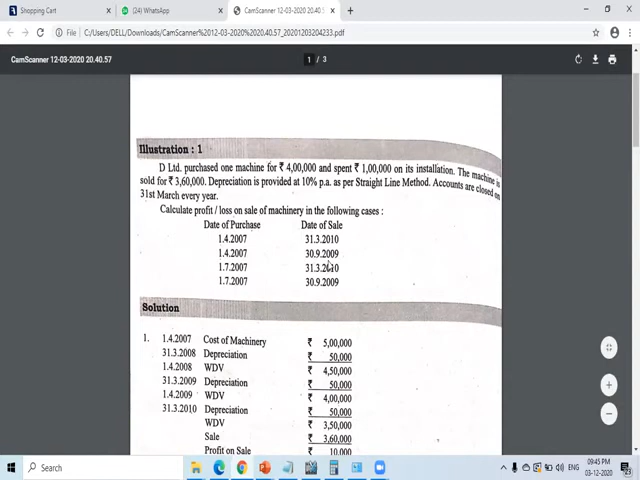 Shopping Cart
(24) WhatsApp
CamScanner 12-03-2020 20.40.5
File
C:/Users/DELL/Downloads/CamScanner%2012-03-2020%2020.40.57_20201203204233.pdf
CamScanner 12-03-2020 20.40.57
1 / 3
Illustration : 1
D Ltd. purchased one machine for ₹ 4,00,000 and spent ₹ 1,00,000 on its installation. The machine is
sold for ₹ 3,60,000. Depreciation is provided at 10% p.a. as per Straight Line Method. Accounts are closed on
31st March every year.
Calculate profit / loss on sale of machinery in the following cases :
Date of Purchase Date of Sale
1.4.2007 31.3.2010
1.4.2007 30.9.2009
1.7.2007 31.3.2010
1.7.2007 30.9.2009
Solution
1. 1.4.2007 Cost of Machinery ₹ 5,00,000
31.3.2008 Depreciation ₹ 50,000
1.4.2008 WDV ₹ 4,50,000
31.3.2009 Depreciation ₹ 50,000
1.4.2009 WDV ₹ 4,00,000
31.3.2010 Depreciation ₹ 50,000
WDV ₹ 3,50,000
Sale ₹ 3,60,000
Profit on Sale ₹ 10,000
Search
ENG
09:45 PM
03-12-2020